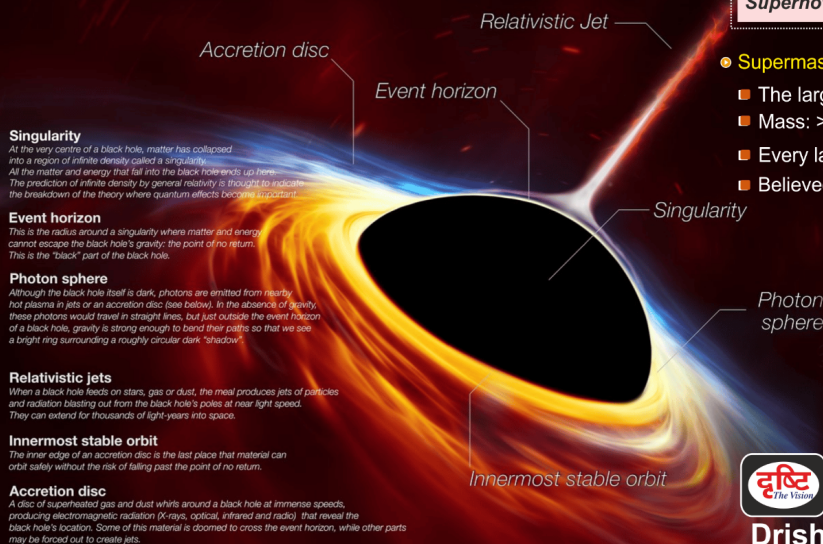 Superno
Relativistic Jet
Accretion disc
Event horizon
Supermas
The larg
Mass: >
Every la
Believe
Singularity
At the very centre of a black hole, matter has collapsed
into a region of infinite density called a singularity.
All the matter and energy that fall into the black hole ends up here.
The prediction of infinite density by general relativity is thought to indicate
the breakdown of the theory where quantum effects become important.
Event horizon
This is the radius around a singularity where matter and energy
cannot escape the black hole's gravity: the point of no return.
This is the "black" part of the black hole.
Photon sphere
Although the black hole itself is dark, photons are emitted from nearby
hot plasma in jets or an accretion disc (see below). In the absence of gravity,
these photons would travel in straight lines, but just outside the event horizon
of a black hole, gravity is strong enough to bend their paths so that we see
a bright ring surrounding a roughly circular dark "shadow".
Relativistic jets
When a black hole feeds on stars, gas or dust, the meal produces jets of particles
and radiation blasting out from the black hole's poles at near light speed.
They can extend for thousands of light-years into space.
Innermost stable orbit
The inner edge of an accretion disc is the last place that material can
orbit safely without the risk of falling past the point of no return.
Accretion disc
A disc of superheated gas and dust whirls around a black hole at immense speeds,
producing electromagnetic radiation (X-rays, optical, infrared and radio) that reveal the
black hole's location. Some of this material is doomed to cross the event horizon, while other parts
may be forced out to create jets.
Singularity
Photon
sphere
Innermost stable orbit
दृष्टि
The Vision
Drish